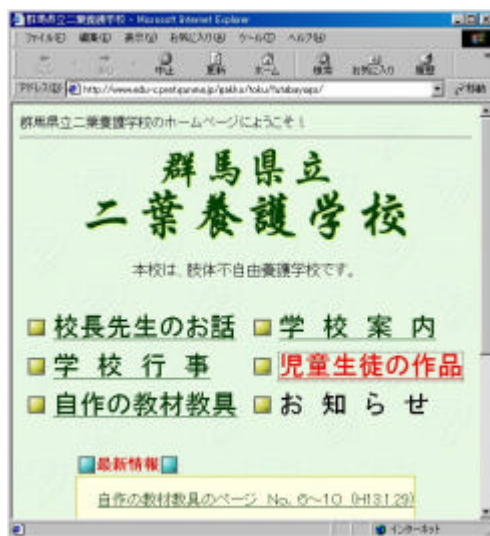 群馬県立二葉養護学校 - Microsoft Internet Explorer
ファイル(F) 編集(E) 表示(V) お気に入り(A) ツール(T) ヘルプ(H)
中止 更新 ホーム 検索 お気に入り 履歴
アドレス(D) 移動
群馬県立二葉養護学校のホームページにようこそ!
群馬県立
二葉養護学校
本校は、肢体不自由養護学校です。
校長先生のお話 学校案内
学校行事 児童生徒の作品
自作の教材教具 お知らせ
最新情報
自作の教材教具のページ No. 6~10 (H13.1.29)
インターネット